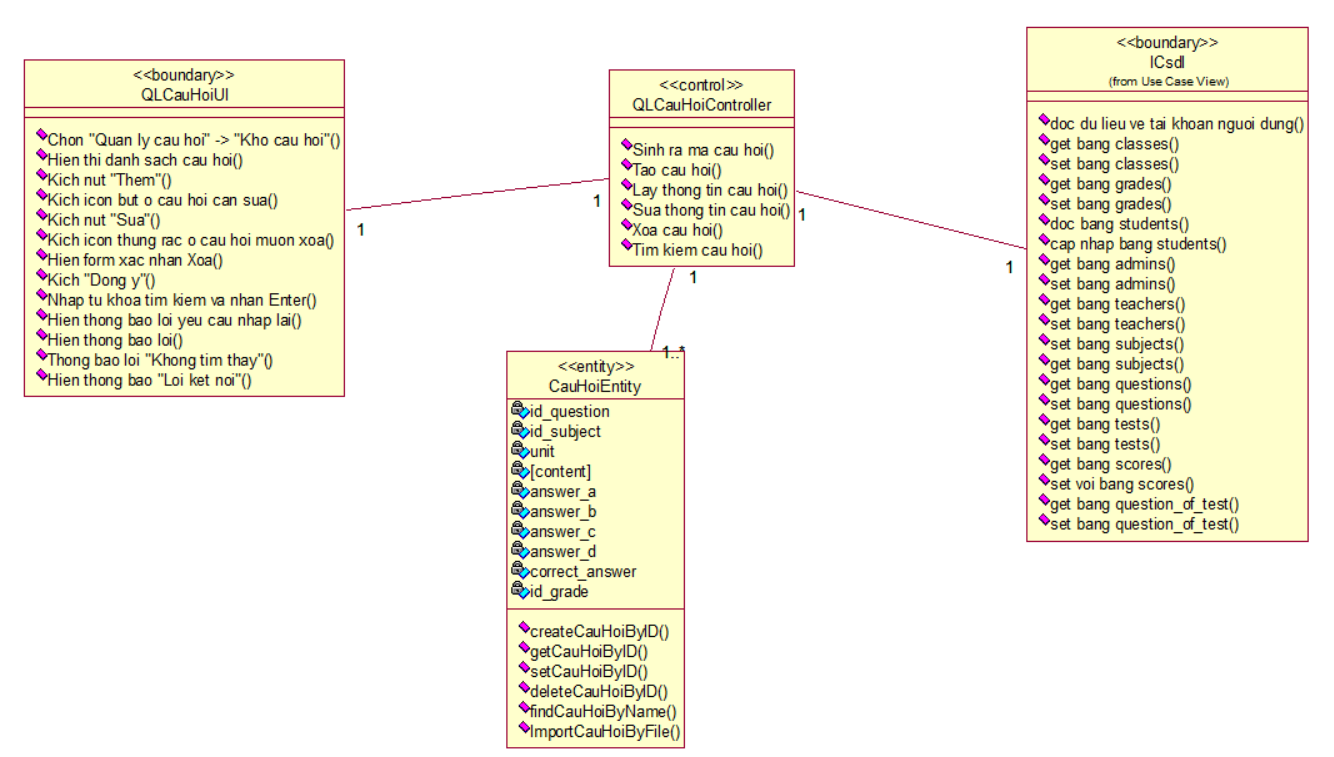 <<boundary>>
QLCauHoiUI
Chon "Quan ly cau hoi" -> "Kho cau hoi"()
Hien thi danh sach cau hoi()
Kich nut "Them"()
Kich icon but o cau hoi can sua()
Kich nut "Sua"()
Kich icon thung rac o cau hoi muon xoa()
Hien form xac nhan Xoa()
Kich "Dong y"()
Nhap tu khoa tim kiem va nhan Enter()
Hien thong bao loi yeu cau nhap lai()
Hien thong bao loi()
Thong bao loi "Khong tim thay"()
Hien thong bao "Loi ket noi"()
1
1
<<control>>
QLCauHoiController
Sinh ra ma cau hoi()
Tao cau hoi()
Lay thong tin cau hoi()
Sua thong tin cau hoi()
Xoa cau hoi()
Tim kiem cau hoi()
1
1
1
1..*
<<entity>>
CauHoiEntity
id_question
id_subject
unit
[content]
answer_a
answer_b
answer_c
answer_d
correct_answer
id_grade
createCauHoiByID()
getCauHoiByID()
setCauHoiByID()
deleteCauHoiByID()
findCauHoiByName()
ImportCauHoiByFile()
<<boundary>>
ICsdl
(from Use Case View)
doc du lieu ve tai khoan nguoi dung()
get bang classes()
set bang classes()
get bang grades()
set bang grades()
doc bang students()
cap nhap bang students()
get bang admins()
set bang admins()
get bang teachers()
set bang teachers()
set bang subjects()
get bang subjects()
get bang questions()
set bang questions()
get bang tests()
set bang tests()
get bang scores()
set voi bang scores()
get bang question_of_test()
set bang question_of_test()